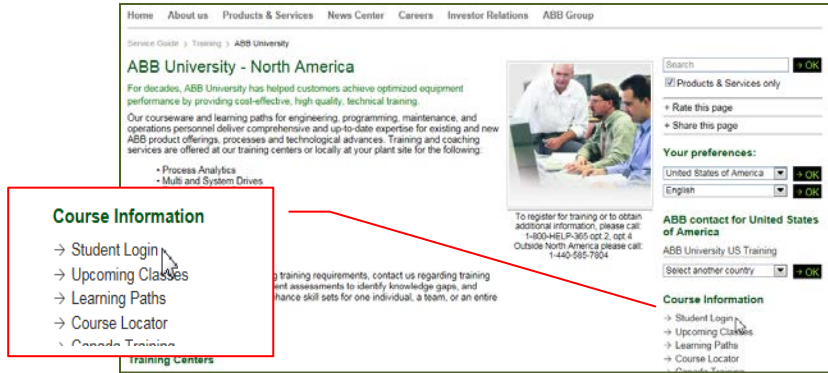 Home About us Products & Services News Center Careers Investor Relations ABB Group
Service Guide > Training > ABB University
ABB University - North America
For decades, ABB University has helped customers achieve optimized equipment
performance by providing cost-effective, high quality, technical training.
Our courseware and learning paths for engineering, programming, maintenance, and
operations personnel deliver comprehensive and up-to-date expertise for existing and new
ABB product offerings, processes and technological advances. Training and coaching
services are offered at our training centers or locally at your plant site for the following:
• Process Analytics
• Multi and System Drives
training requirements, contact us regarding training
assessments to identify knowledge gaps, and
hance skill sets for one individual, a team, or an entire
Training Centers
To register for training or to obtain
additional information, please call:
1-800-HELP-365 opt 2, opt 4
Outside North America please call:
1-440-585-7804
Search → OK
Products & Services only
+ Rate this page
+ Share this page
Your preferences:
United States of America → OK
English → OK
ABB contact for United States
of America
ABB University US Training
Select another country → OK
Course Information
→ Student Login
→ Upcoming Classes
→ Learning Paths
→ Course Locator
→ Canada Training
Course Information
→ Student Login
→ Upcoming Classes
→ Learning Paths
→ Course Locator
→ Canada Training